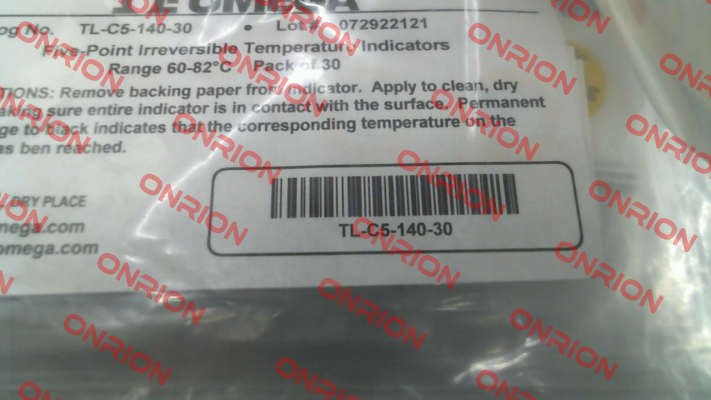 OMEGA
og No. TL-C5-140-30 • Lot# 072922121
Five-Point Irreversible Temperature Indicators
Range 60-82°C Pack of 30
TIONS: Remove backing paper from indicator. Apply to clean, dry
aking sure entire indicator is in contact with the surface. Permanent
ge to black indicates that the corresponding temperature on the
as ben reached.
DRY PLACE
mega.com
omega.com
TL-C5-140-30
ONRION